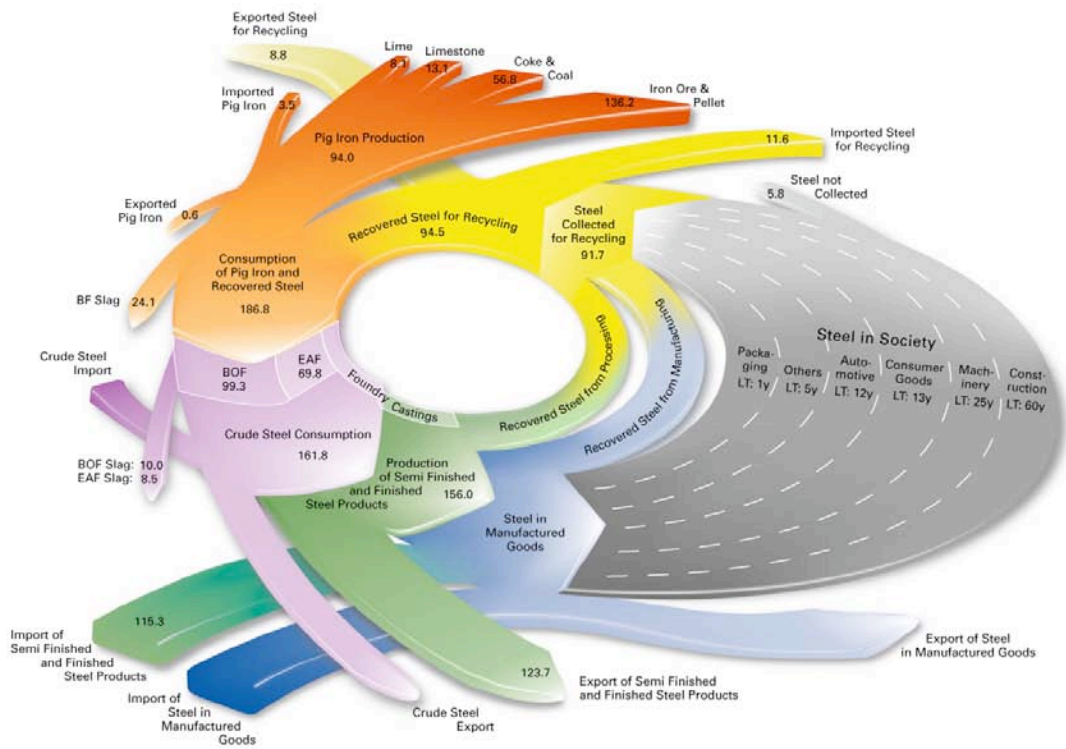 Exported Steel
for Recycling
8.8
Lime
8.1
Limestone
13.1
Coke &
Coal
56.8
Iron Ore &
Pellet
136.2
Imported
Pig Iron
3.5
Pig Iron Production
94.0
11.6
Imported Steel
for Recycling
Steel not
Collected
5.8
Exported
Pig Iron
0.6
Recovered Steel for Recycling
94.5
Steel
Collected
for Recycling
91.7
Consumption
of Pig Iron and
Recovered Steel
186.8
BF Slag
24.1
Crude Steel
Import
BOF
99.3
EAF
69.8
Foundry Castings
Recovered Steel from Processing
Recovered Steel from Manufacturing
Steel in Society
Packa-
ging
LT: 1y
Others
LT: 5y
Auto-
motive
LT: 12y
Consumer
Goods
LT: 13y
Mach-
inery
LT: 25y
Const-
ruction
LT: 60y
Crude Steel Consumption
161.8
BOF Slag: 10.0
EAF Slag: 8.5
Production
of Semi Finished
and Finished
Steel Products
156.0
Steel in
Manufactured
Goods
115.3
Import of
Semi Finished
and Finished
Steel Products
Import of
Steel in
Manufactured
Goods
Crude Steel
Export
123.7
Export of Semi Finished
and Finished Steel Products
Export of Steel
in Manufactured Goods